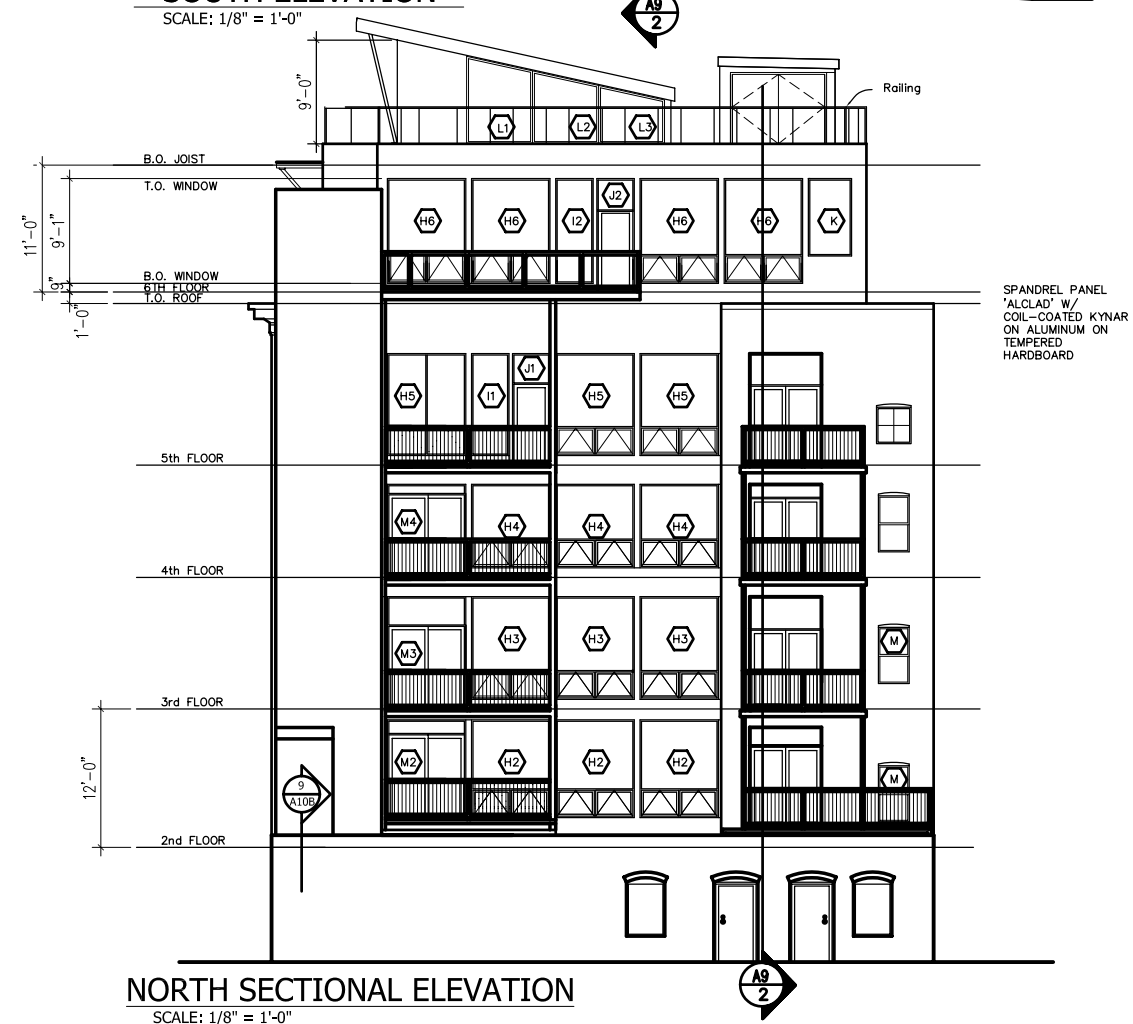 SOUTH ELEVATION
SCALE: 1/8" = 1'-0"
A9
2
9'-0"
Railing
L1 L2 L3
B.O. JOIST
T.O. WINDOW
11'-0"
9'-1"
H6 H6 I2 J2 H6 H6 K
B.O. WINDOW
9"
6TH FLOOR
T.O. ROOF
1'-0"
SPANDREL PANEL
'ALCLAD' W/
COIL-COATED KYNAR
ON ALUMINUM ON
TEMPERED
HARDBOARD
H5 I1 J1 H5 H5
5th FLOOR
M4 H4 H4 H4
4th FLOOR
M3 H3 H3 H3 M
3rd FLOOR
12'-0"
M2 H2 H2 H2 M
9
A10B
2nd FLOOR
NORTH SECTIONAL ELEVATION
SCALE: 1/8" = 1'-0"
A9
2